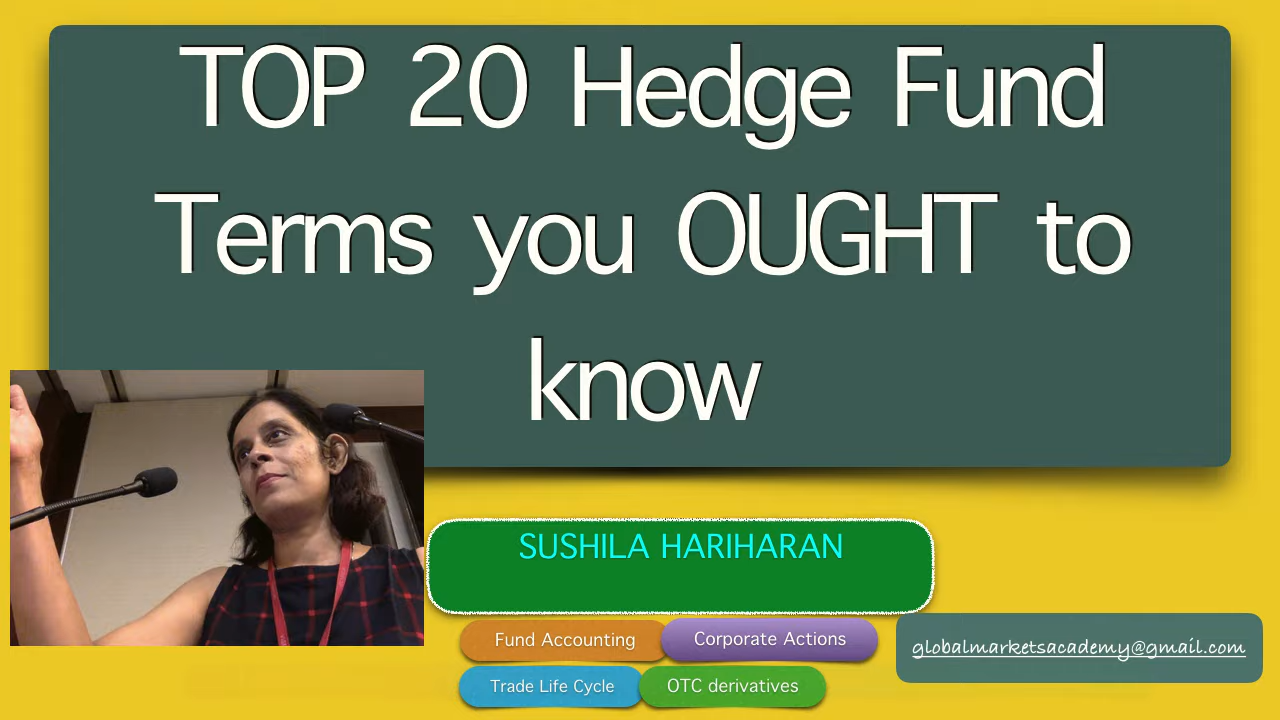 TOP 20 Hedge Fund
Terms you OUGHT to
know
SUSHILA HARIHARAN
Fund Accounting
Corporate Actions
globalmarketsacademy@gmail.com
Trade Life Cycle
OTC derivatives